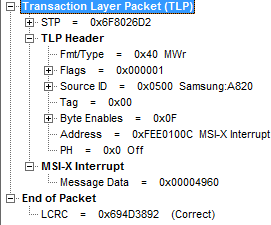 Transaction Layer Packet (TLP)
STP = 0x6F8026D2
TLP Header
Fmt/Type = 0x40 MWr
Flags = 0x000001
Source ID = 0x0500 Samsung:A820
Tag = 0x00
Byte Enables = 0x0F
Address = 0xFEE0100C MSI-X Interrupt
PH = 0x0 Off
MSI-X Interrupt
Message Data = 0x00004960
End of Packet
LCRC = 0x694D3892 (Correct)